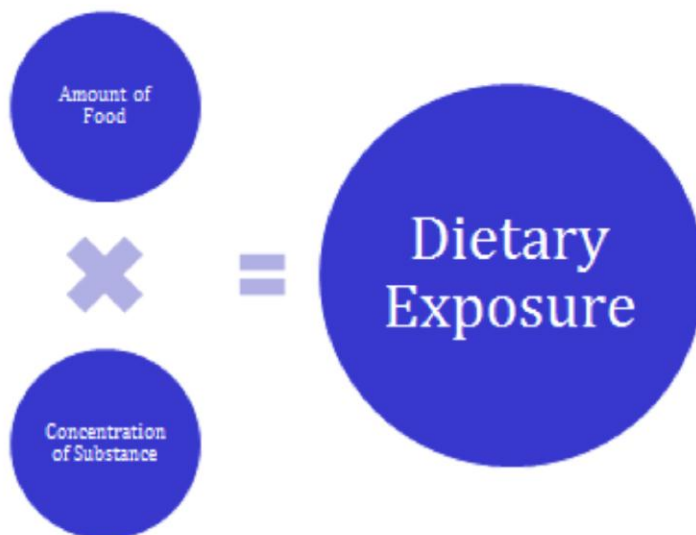 Amount of
Food
Concentration
of Substance
Dietary
Exposure